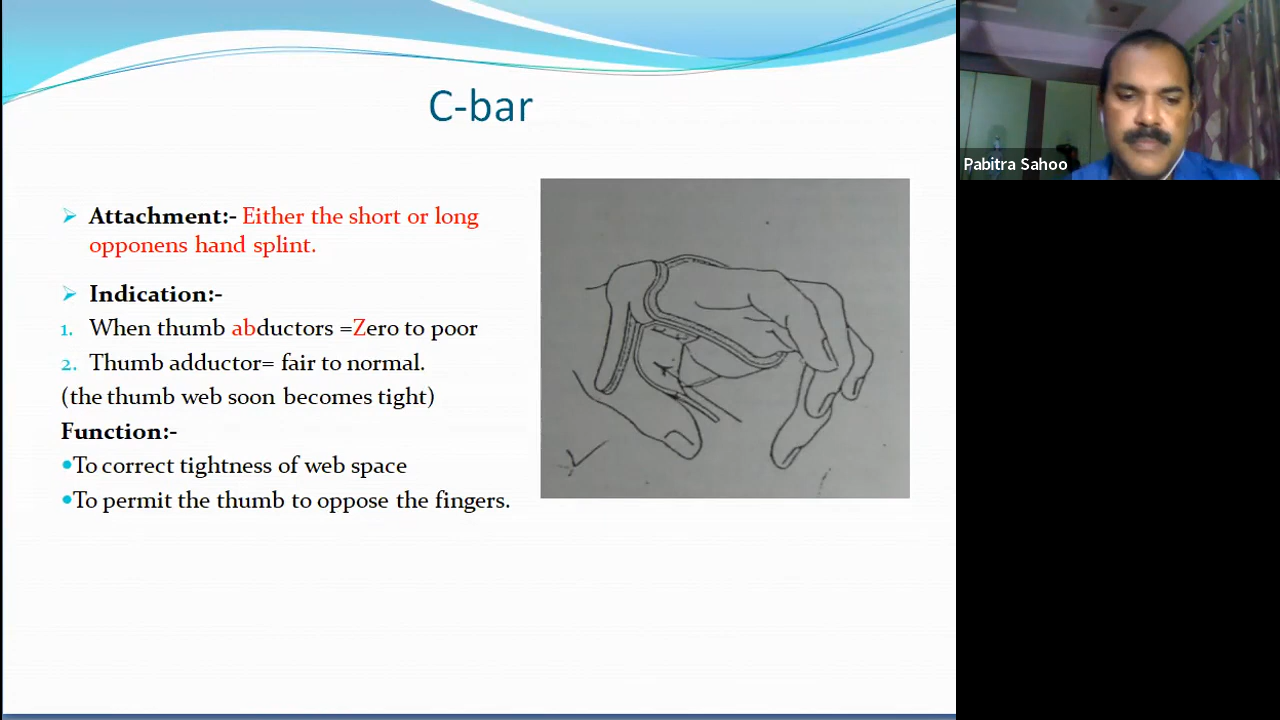 C-bar
Attachment:- Either the short or long
opponens hand splint.
Indication:-
1. When thumb abductors =Zero to poor
2. Thumb adductor= fair to normal.
(the thumb web soon becomes tight)
Function:-
•To correct tightness of web space
•To permit the thumb to oppose the fingers.
Pabitra Sahoo